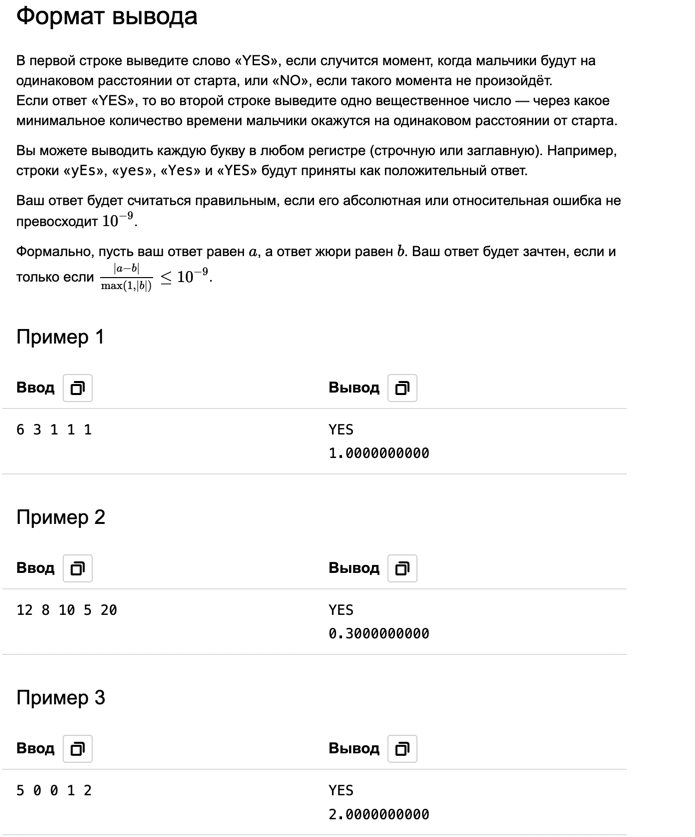 Формат вывода
В первой строке выведите слово «YES», если случится момент, когда мальчики будут на
одинаковом расстоянии от старта, или «NO», если такого момента не произойдёт.
Если ответ «YES», то во второй строке выведите одно вещественное число — через какое
минимальное количество времени мальчики окажутся на одинаковом расстоянии от старта.
Вы можете выводить каждую букву в любом регистре (строчную или заглавную). Например,
строки «yEs», «yes», «Yes» и «YES» будут приняты как положительный ответ.
Ваш ответ будет считаться правильным, если его абсолютная или относительная ошибка не
превосходит 10⁻⁹.
Формально, пусть ваш ответ равен a, а ответ жюри равен b. Ваш ответ будет зачтен, если и
только если |a−b| / max(1,|b|) ≤ 10⁻⁹.
Пример 1
Ввод Вывод
6 3 1 1 1 YES
1.0000000000
Пример 2
Ввод Вывод
12 8 10 5 20 YES
0.3000000000
Пример 3
Ввод Вывод
5 0 0 1 2 YES
2.0000000000